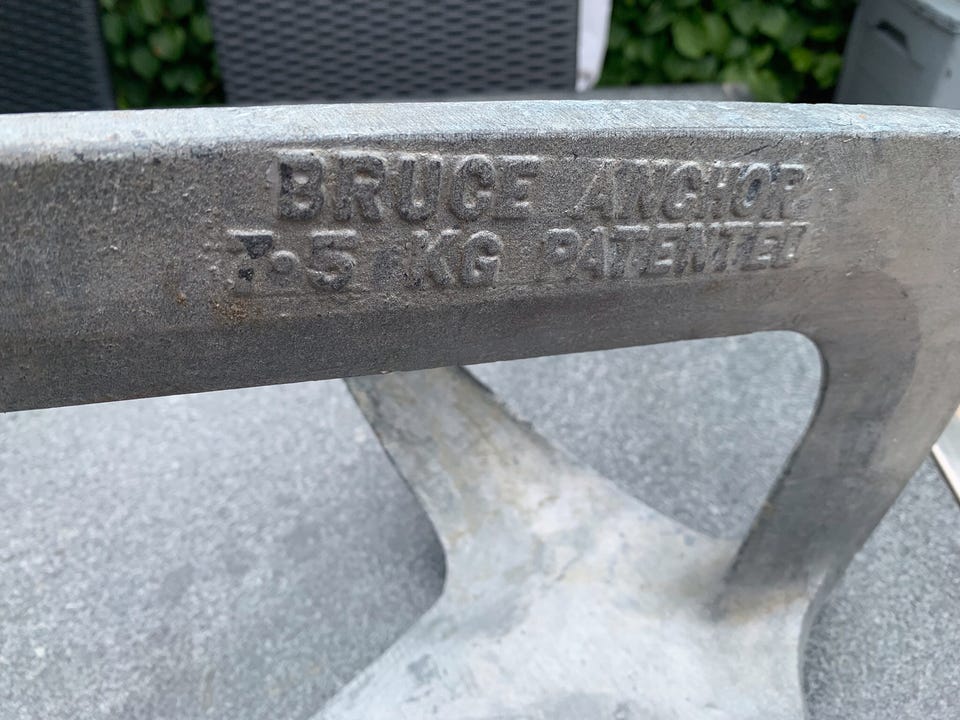 BRUCE ANCHOR
7.5 KG PATENTED